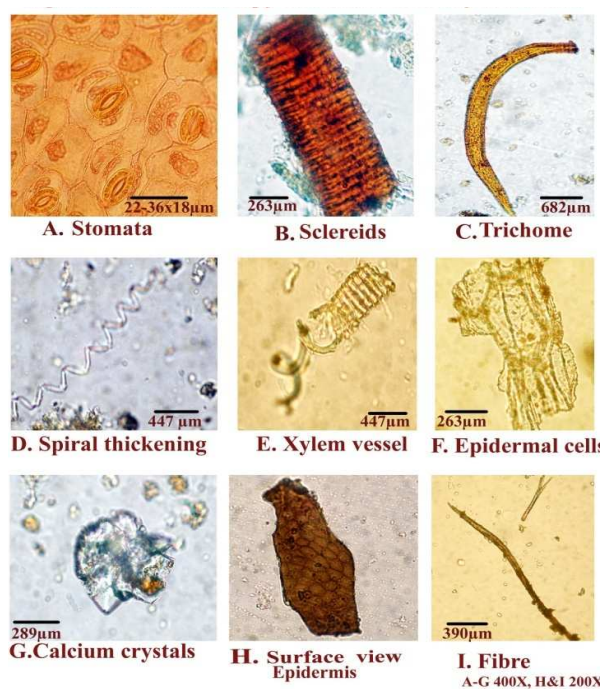 22-36x18µm
263µm
682µm
A. Stomata
B. Sclereids
C. Trichome
447 µm
447µm
263µm
D. Spiral thickening
E. Xylem vessel
F. Epidermal cells
289µm
390µm
G.Calcium crystals
H. Surface view
Epidermis
I. Fibre
A-G 400X, H&I 200X